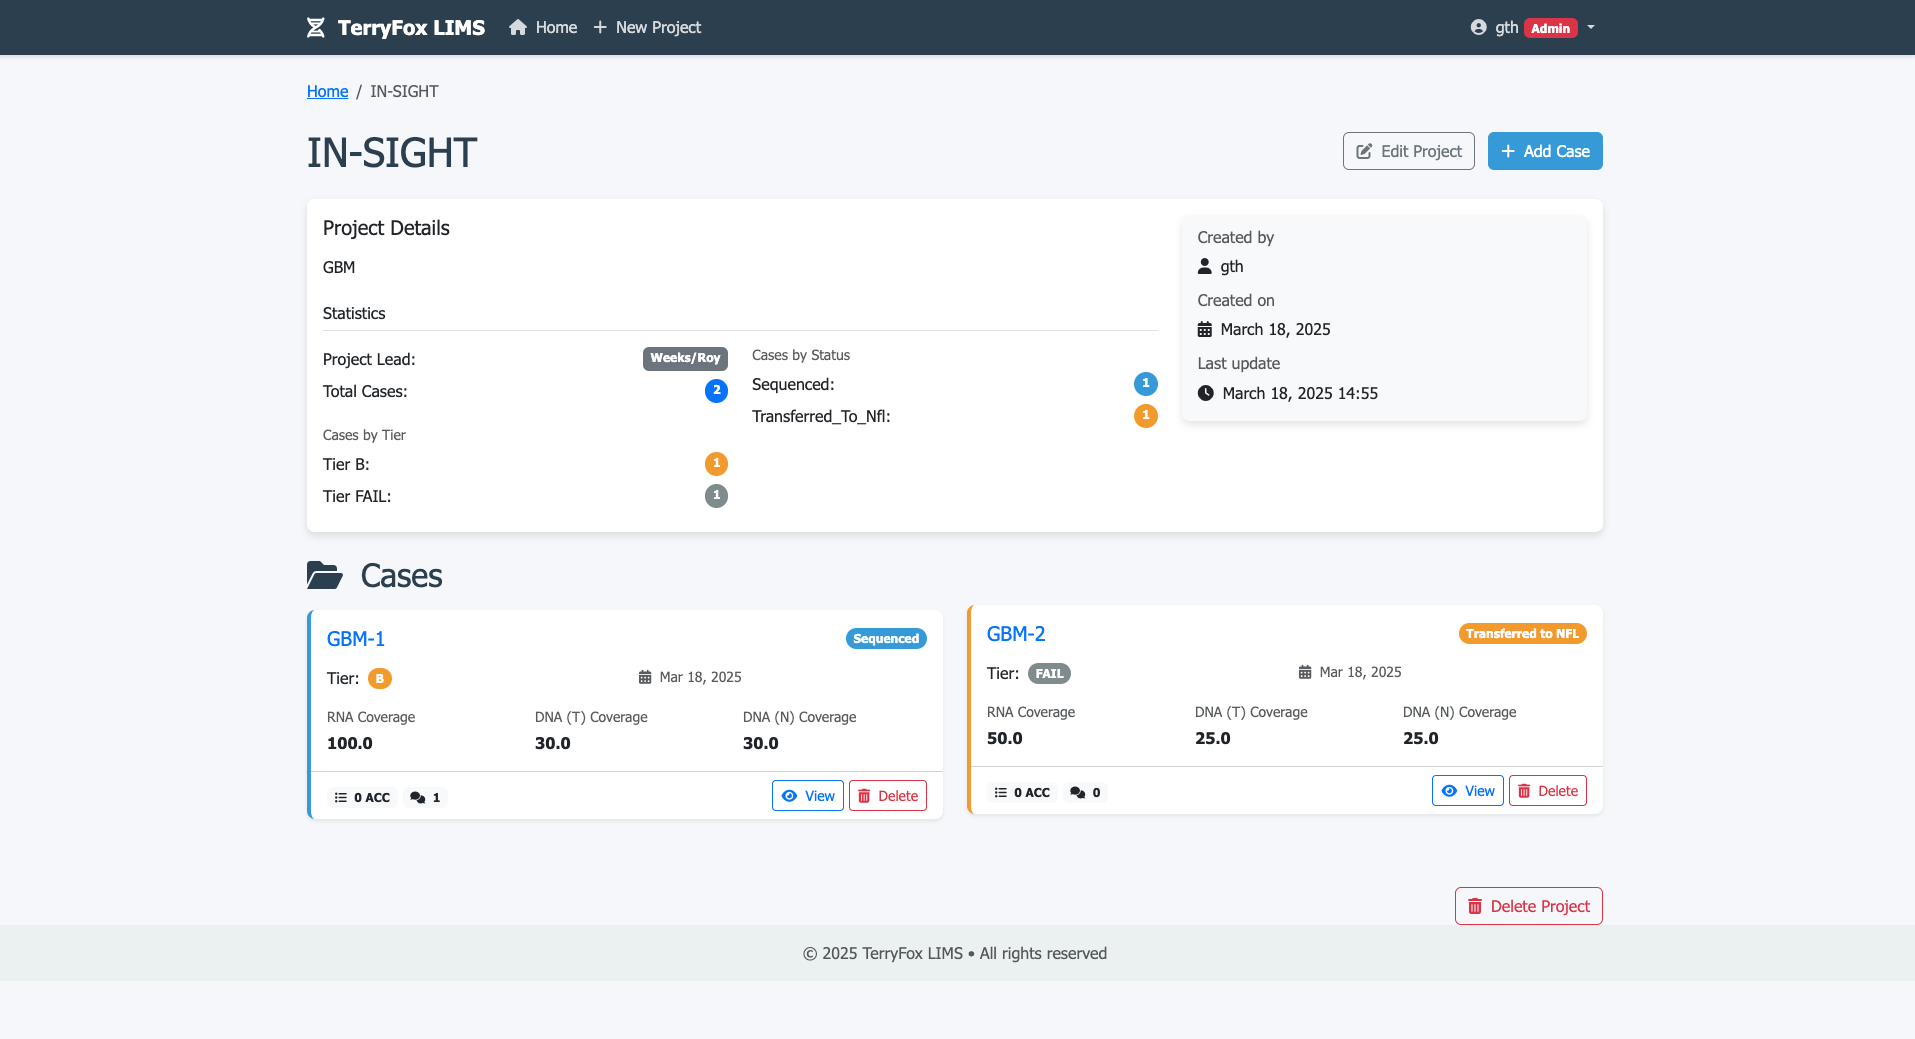 TerryFox LIMS Home New Project gth Admin
Home / IN-SIGHT
IN-SIGHT
Edit Project
Add Case
Project Details
GBM
Statistics
Project Lead: Weeks/Roy
Total Cases: 2
Cases by Tier
Tier B: 1
Tier FAIL: 1
Cases by Status
Sequenced: 1
Transferred_To_Nfl: 1
Created by
gth
Created on
March 18, 2025
Last update
March 18, 2025 14:55
Cases
GBM-1 Sequenced
Tier: B Mar 18, 2025
RNA Coverage DNA (T) Coverage DNA (N) Coverage
100.0 30.0 30.0
0 ACC 1 View Delete
GBM-2 Transferred to NFL
Tier: FAIL Mar 18, 2025
RNA Coverage DNA (T) Coverage DNA (N) Coverage
50.0 25.0 25.0
0 ACC 0 View Delete
Delete Project
© 2025 TerryFox LIMS • All rights reserved